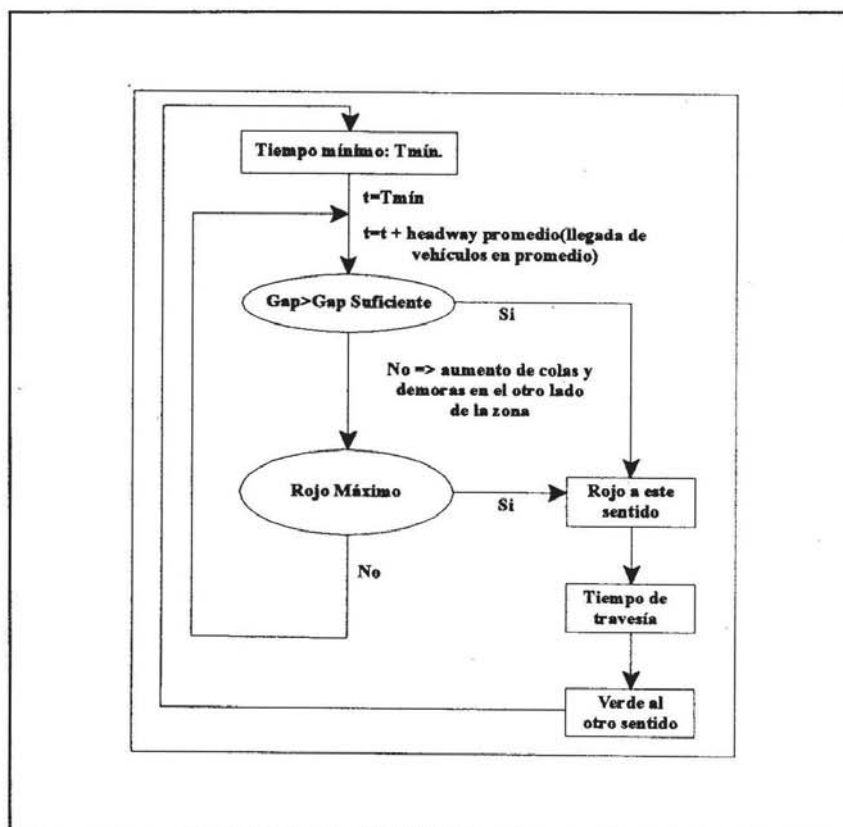 Tiempo mínimo: Tmín.
t=Tmín
t=t + headway promedio(llegada de
vehículos en promedio)
Gap>Gap Suficiente
Si
No => aumento de colas y
demoras en el otro lado
de la zona
Rojo Máximo
Si
Rojo a este
sentido
No
Tiempo de
travesía
Verde al
otro sentido